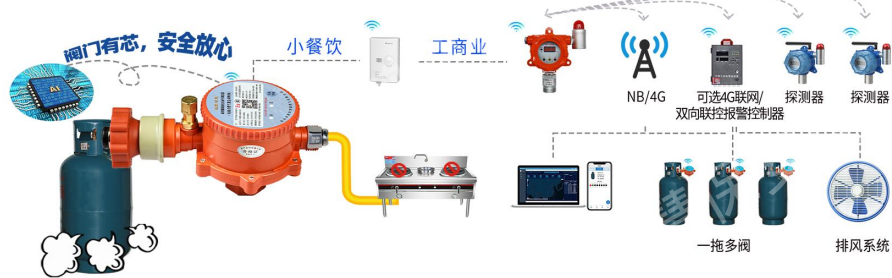 阀门有芯，安全放心
小餐饮
工商业
AI
NB/4G
可选4G联网/
双向联控报警控制器
探测器
探测器
一拖多阀
排风系统